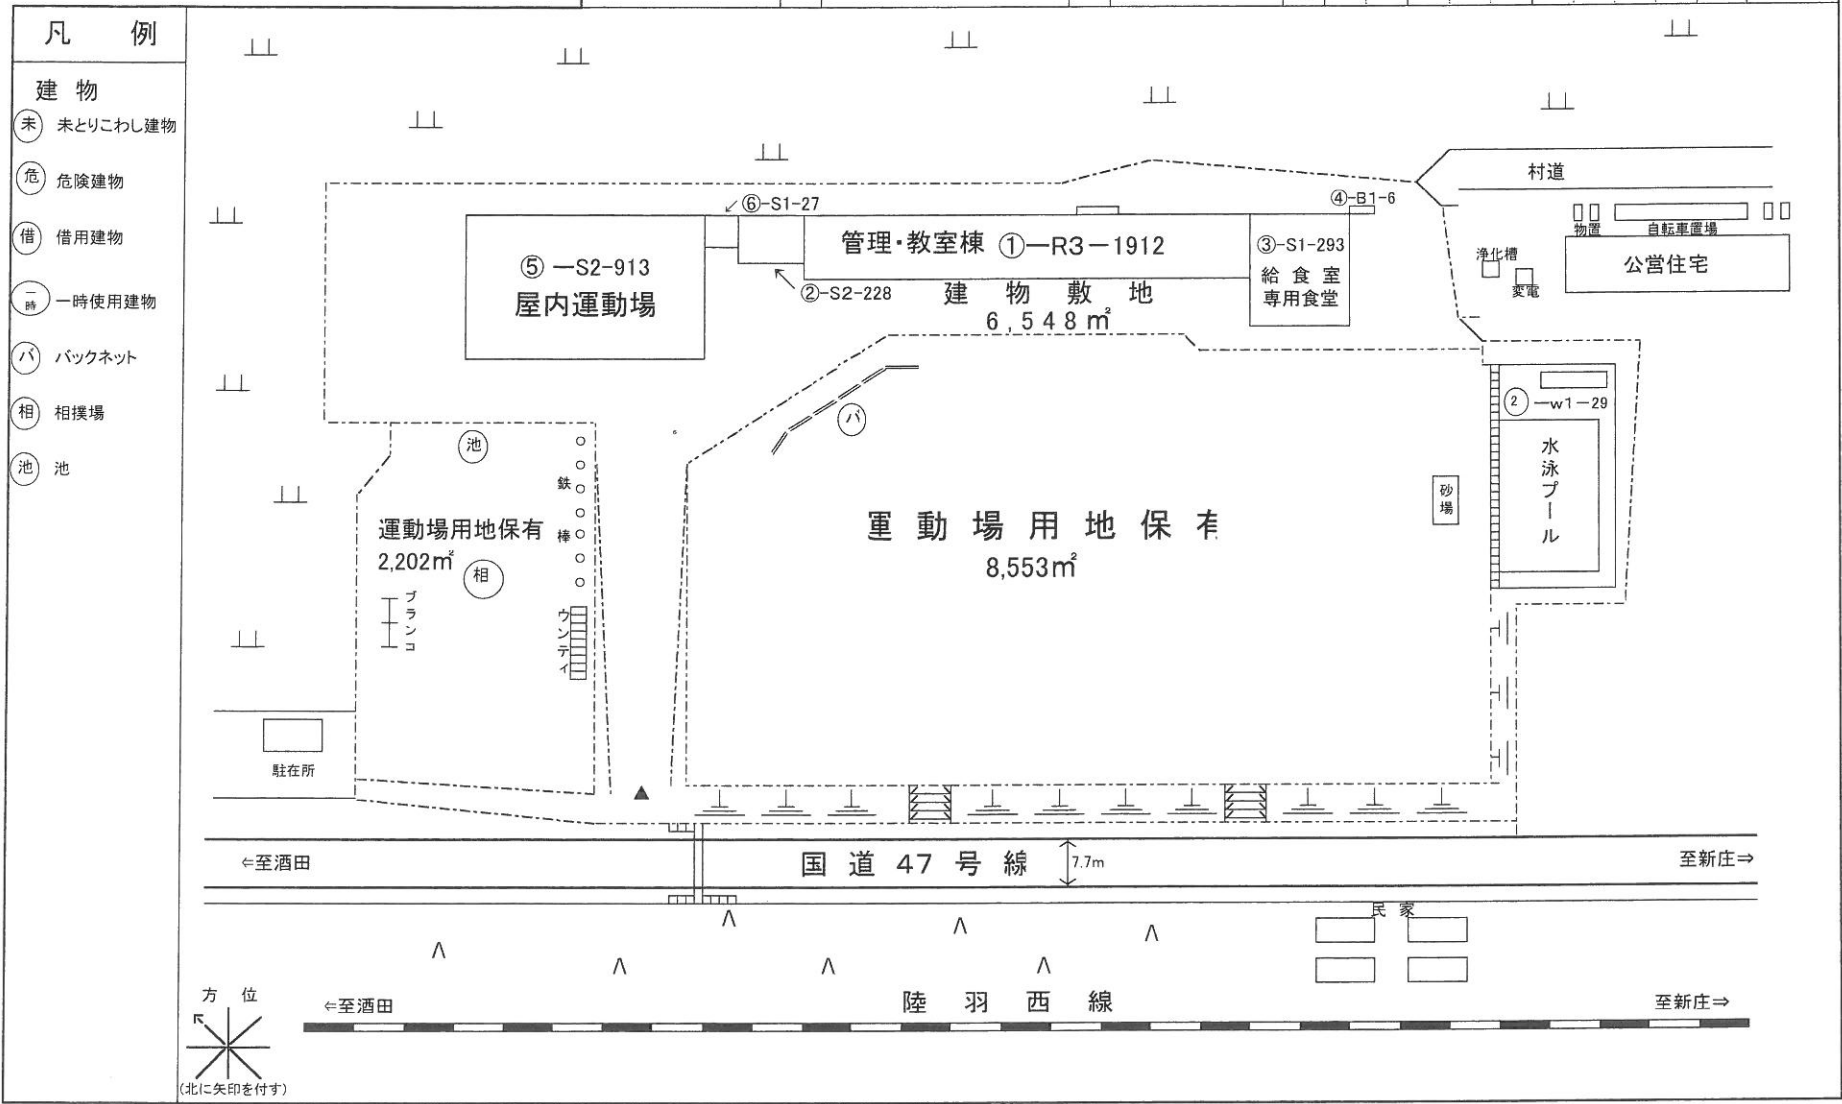 凡 例
建 物
未 未とりこわし建物
危 危険建物
借 借用建物
一時 一時使用建物
バ バックネット
相 相撲場
池 池
村道
⑥-S1-27
④-B1-6
管理・教室棟 ①-R3-1912
③-S1-293
給 食 室
専用食堂
⑤-S2-913
屋内運動場
②-S2-228
建 物 敷 地
6,548㎡
物置
自転車置場
浄化槽
変電
公営住宅
② -w1-29
水泳プール
砂場
バ
池
鉄棒
運動場用地保有
2,202㎡
相
ブランコ
ウンテイ
運 動 場 用 地 保 有
8,553㎡
駐在所
⇐至酒田
国 道 47 号 線
7.7m
至新庄⇒
民 家
方 位
(北に矢印を付す)
⇐至酒田
陸 羽 西 線
至新庄⇒